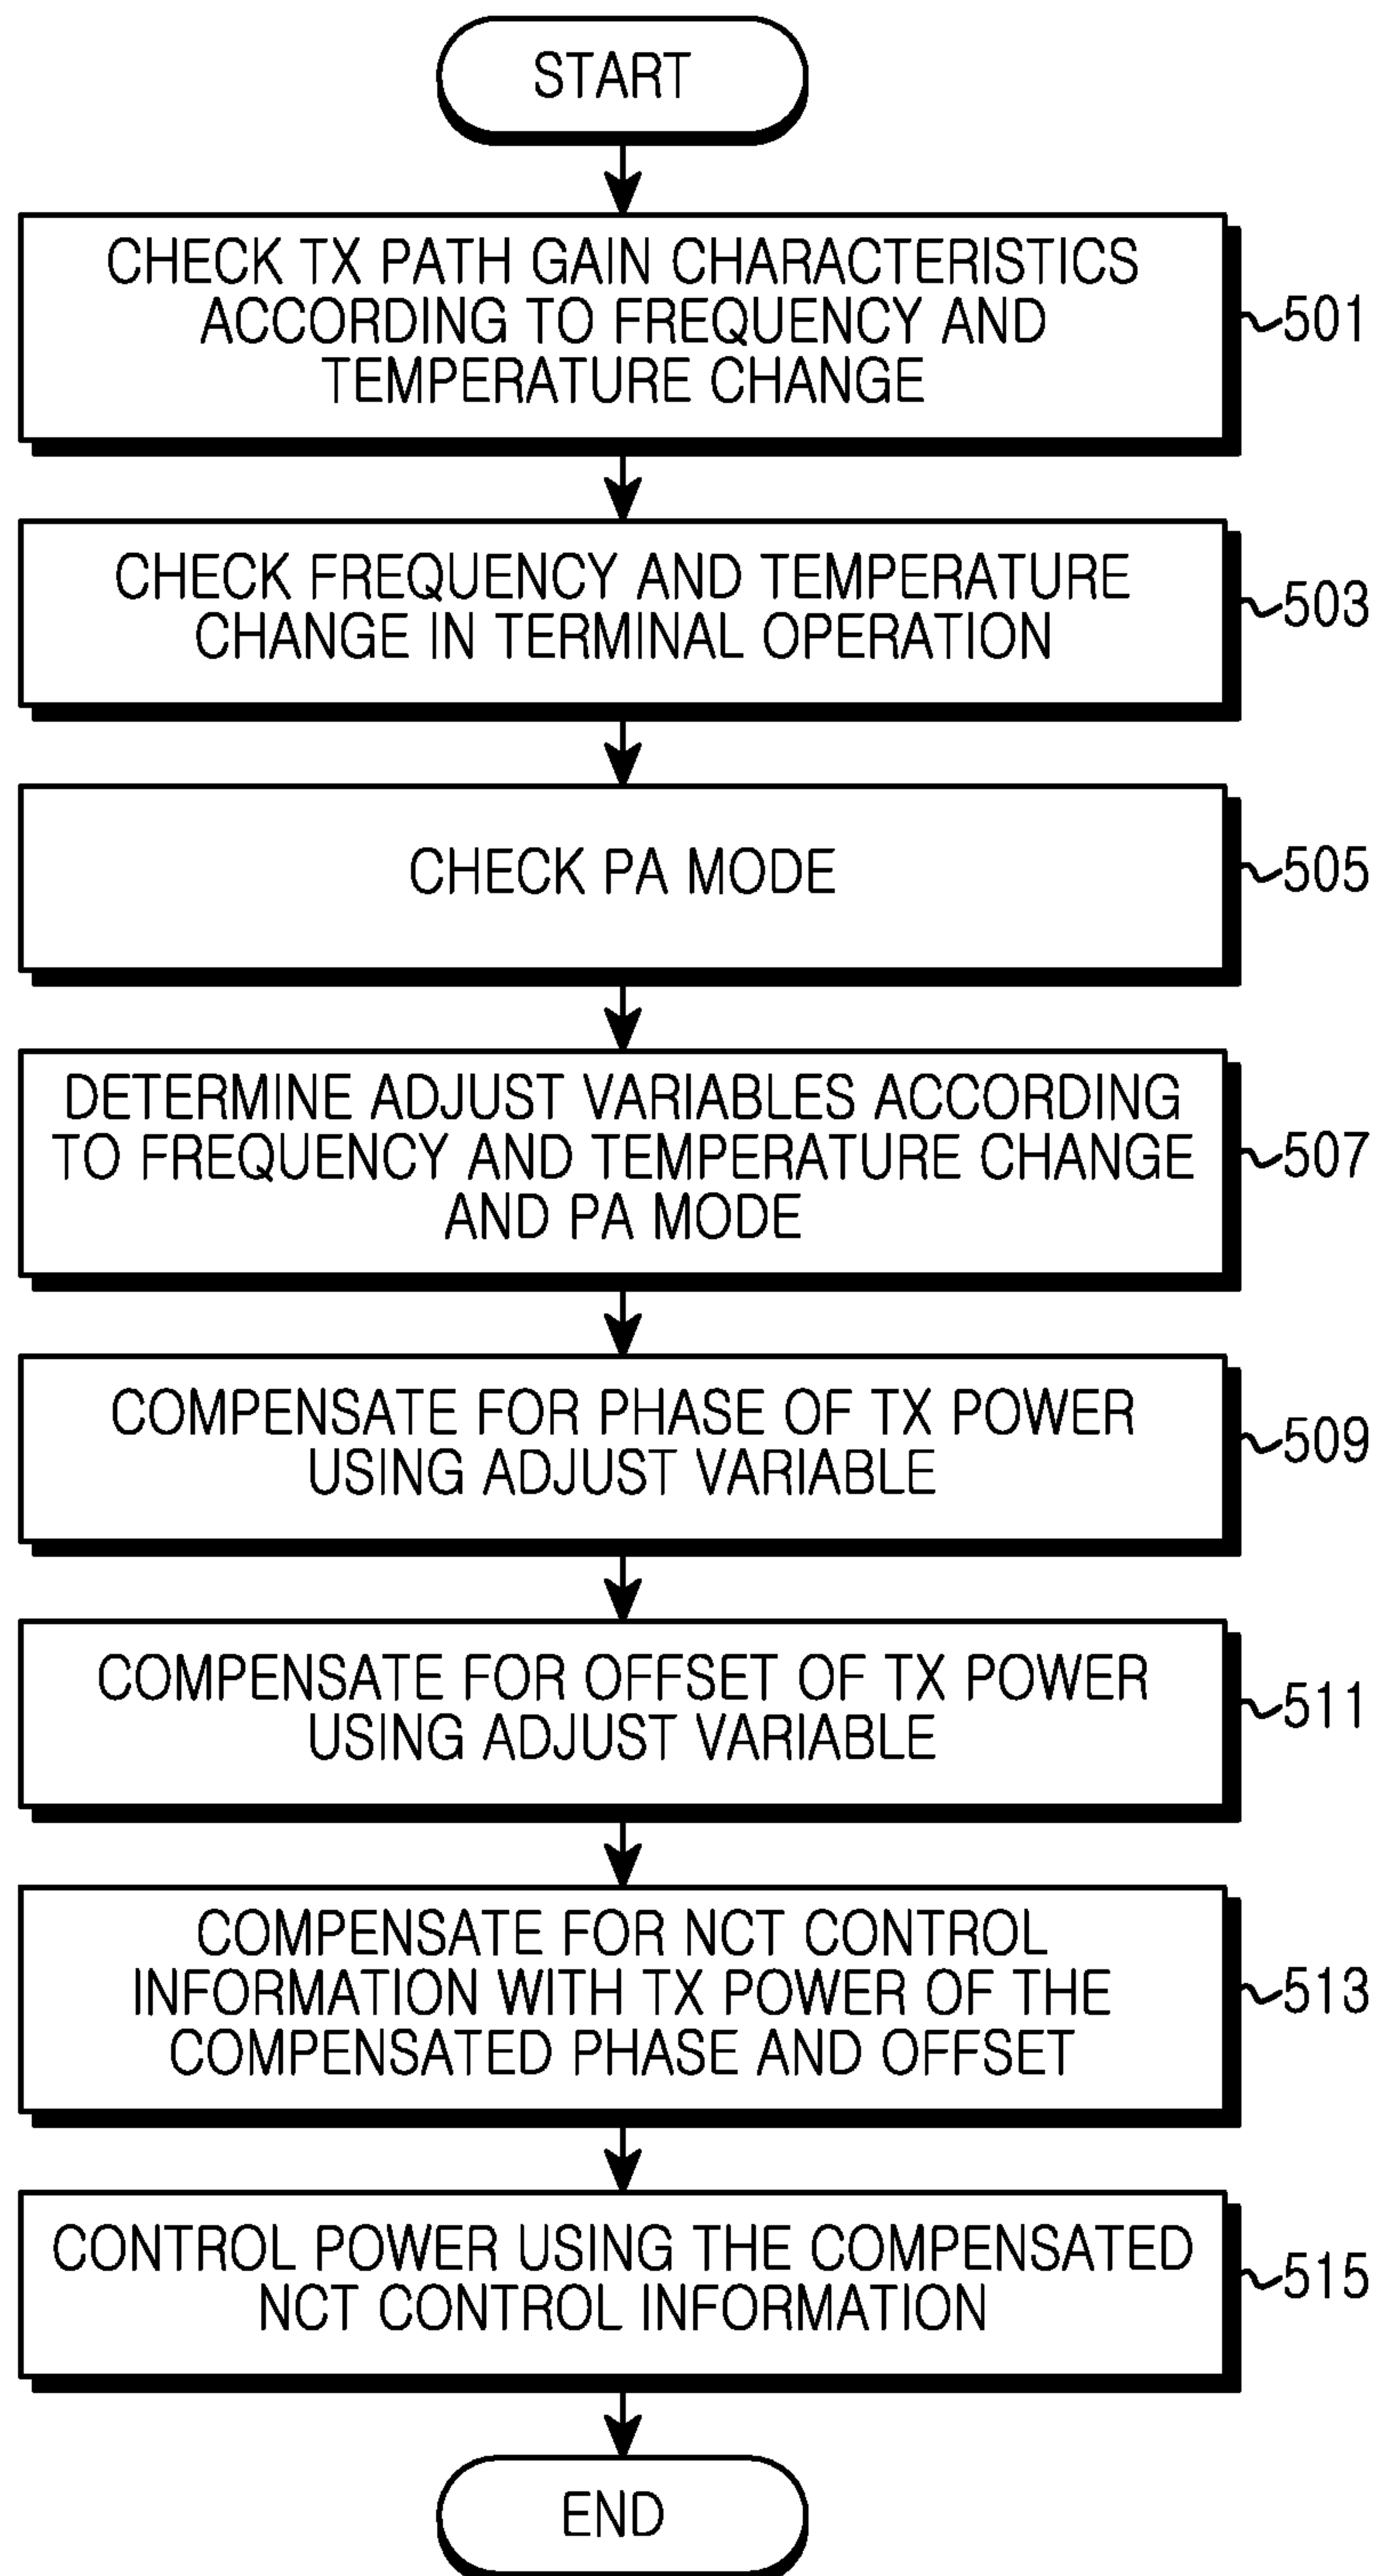 START
CHECK TX PATH GAIN CHARACTERISTICS
ACCORDING TO FREQUENCY AND
TEMPERATURE CHANGE
501
CHECK FREQUENCY AND TEMPERATURE
CHANGE IN TERMINAL OPERATION
503
CHECK PA MODE
505
DETERMINE ADJUST VARIABLES ACCORDING
TO FREQUENCY AND TEMPERATURE CHANGE
AND PA MODE
507
COMPENSATE FOR PHASE OF TX POWER
USING ADJUST VARIABLE
509
COMPENSATE FOR OFFSET OF TX POWER
USING ADJUST VARIABLE
511
COMPENSATE FOR NCT CONTROL
INFORMATION WITH TX POWER OF THE
COMPENSATED PHASE AND OFFSET
513
CONTROL POWER USING THE COMPENSATED
NCT CONTROL INFORMATION
515
END